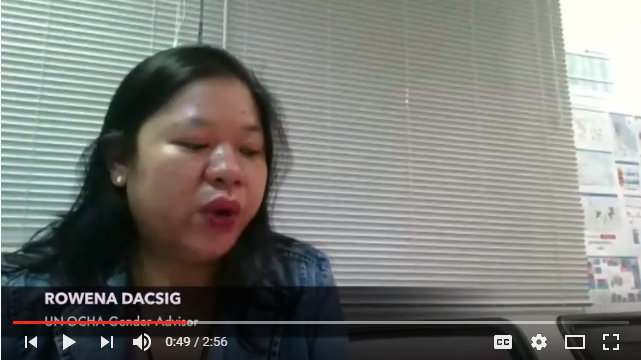 ROWENA DACSIG
UN OCHA Gender Advisor
0:49 / 2:56
CC